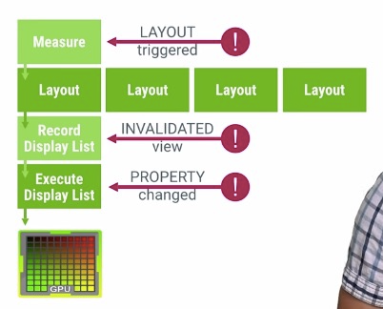 Measure
LAYOUT
triggered
!
Layout
Layout
Layout
Layout
Record
Display List
INVALIDATED
view
!
Execute
Display List
PROPERTY
changed
!
GPU